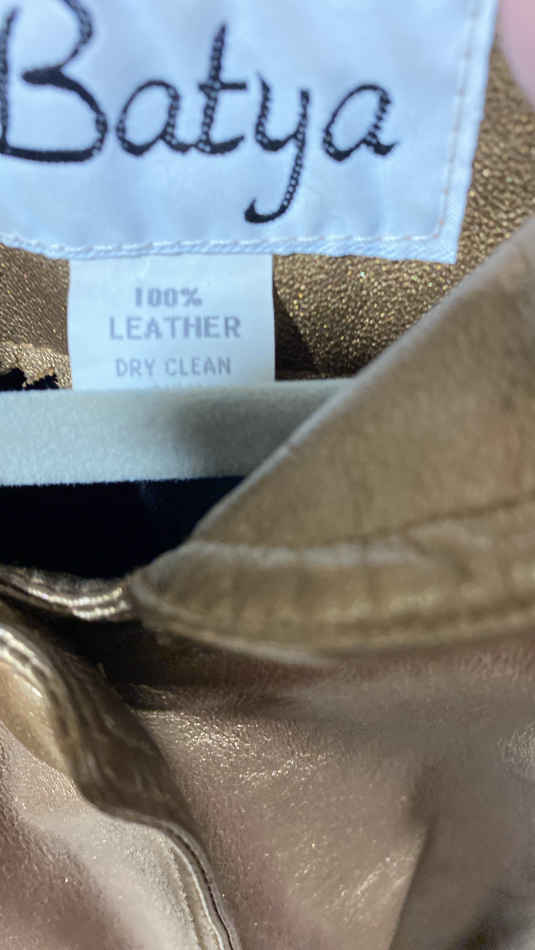 Batya
100%
LEATHER
DRY CLEAN